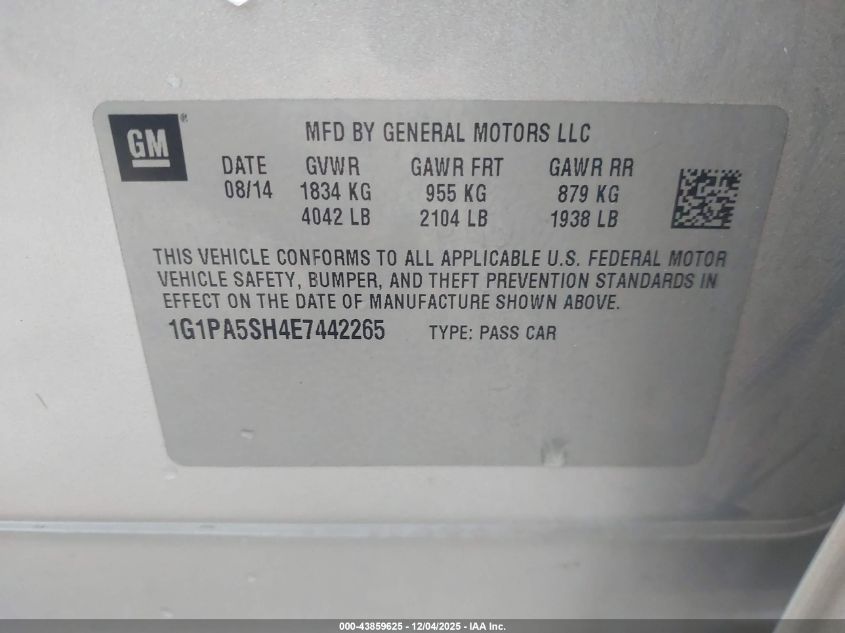 GM®
MFD BY GENERAL MOTORS LLC
DATE GVWR GAWR FRT GAWR RR
08/14 1834 KG 955 KG 879 KG
4042 LB 2104 LB 1938 LB
THIS VEHICLE CONFORMS TO ALL APPLICABLE U.S. FEDERAL MOTOR
VEHICLE SAFETY, BUMPER, AND THEFT PREVENTION STANDARDS IN
EFFECT ON THE DATE OF MANUFACTURE SHOWN ABOVE.
1G1PA5SH4E7442265 TYPE: PASS CAR
000-43859625 - 12/04/2025 - IAA Inc.